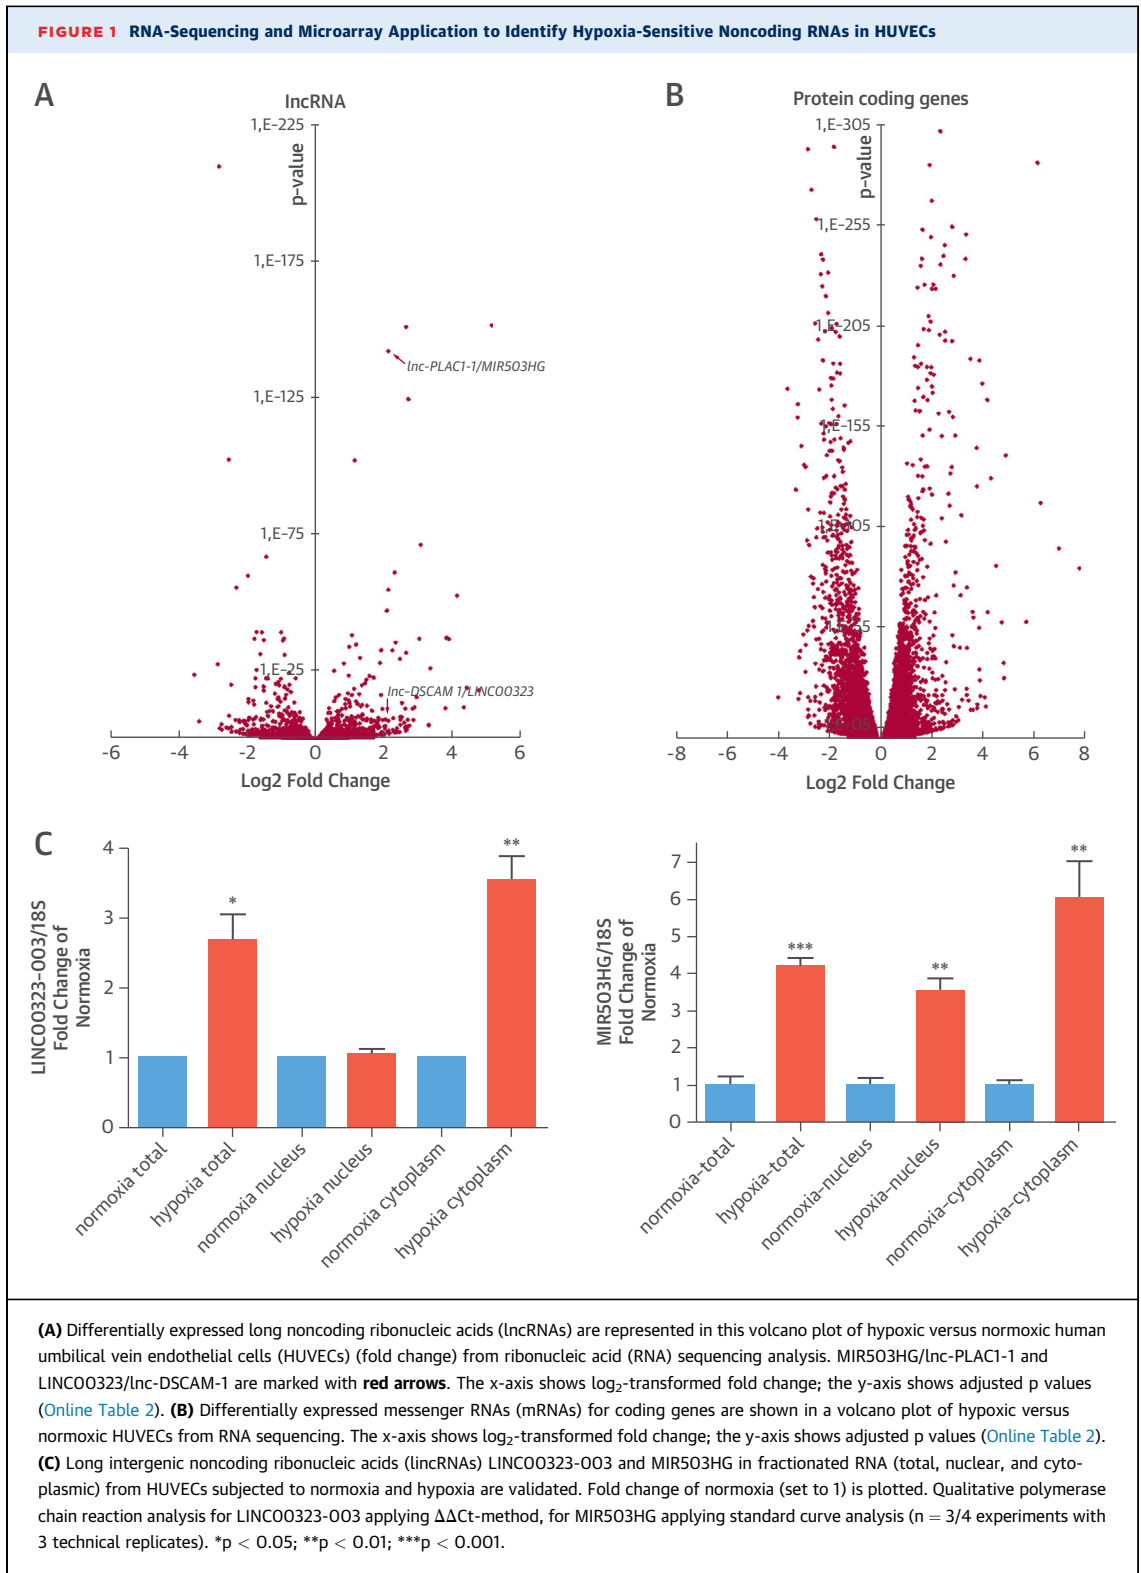 FIGURE 1 RNA-Sequencing and Microarray Application to Identify Hypoxia-Sensitive Noncoding RNAs in HUVECs
A
lncRNA
1,E-225
p-value
1,E-175
1,E-125
1,E-75
1,E-25
lnc-PLAC1-1/MIR503HG
lnc-DSCAM 1/LINC00323
-6 -4 -2 0 2 4 6
Log2 Fold Change
B
Protein coding genes
1,E-305
p-value
1,E-255
1,E-205
1,E-155
1,E-105
1,E-55
1,E-05
-8 -6 -4 -2 0 2 4 6 8
Log2 Fold Change
C
LINC00323-003/18S
Fold Change of
Normoxia
4
3
2
1
0
*
**
normoxia total
hypoxia total
normoxia nucleus
hypoxia nucleus
normoxia cytoplasm
hypoxia cytoplasm
MIR503HG/18S
Fold Change of
Normoxia
7
6
5
4
3
2
1
0
***
**
**
normoxia-total
hypoxia-total
normoxia-nucleus
hypoxia-nucleus
normoxia-cytoplasm
hypoxia-cytoplasm
(A) Differentially expressed long noncoding ribonucleic acids (lncRNAs) are represented in this volcano plot of hypoxic versus normoxic human
umbilical vein endothelial cells (HUVECs) (fold change) from ribonucleic acid (RNA) sequencing analysis. MIR503HG/lnc-PLAC1-1 and
LINC00323/lnc-DSCAM-1 are marked with red arrows. The x-axis shows log₂-transformed fold change; the y-axis shows adjusted p values
(Online Table 2). (B) Differentially expressed messenger RNAs (mRNAs) for coding genes are shown in a volcano plot of hypoxic versus
normoxic HUVECs from RNA sequencing. The x-axis shows log₂-transformed fold change; the y-axis shows adjusted p values (Online Table 2).
(C) Long intergenic noncoding ribonucleic acids (lincRNAs) LINC00323-003 and MIR503HG in fractionated RNA (total, nuclear, and cyto-
plasmic) from HUVECs subjected to normoxia and hypoxia are validated. Fold change of normoxia (set to 1) is plotted. Qualitative polymerase
chain reaction analysis for LINC00323-003 applying ΔΔCt-method, for MIR503HG applying standard curve analysis (n = 3/4 experiments with
3 technical replicates). *p < 0.05; **p < 0.01; ***p < 0.001.